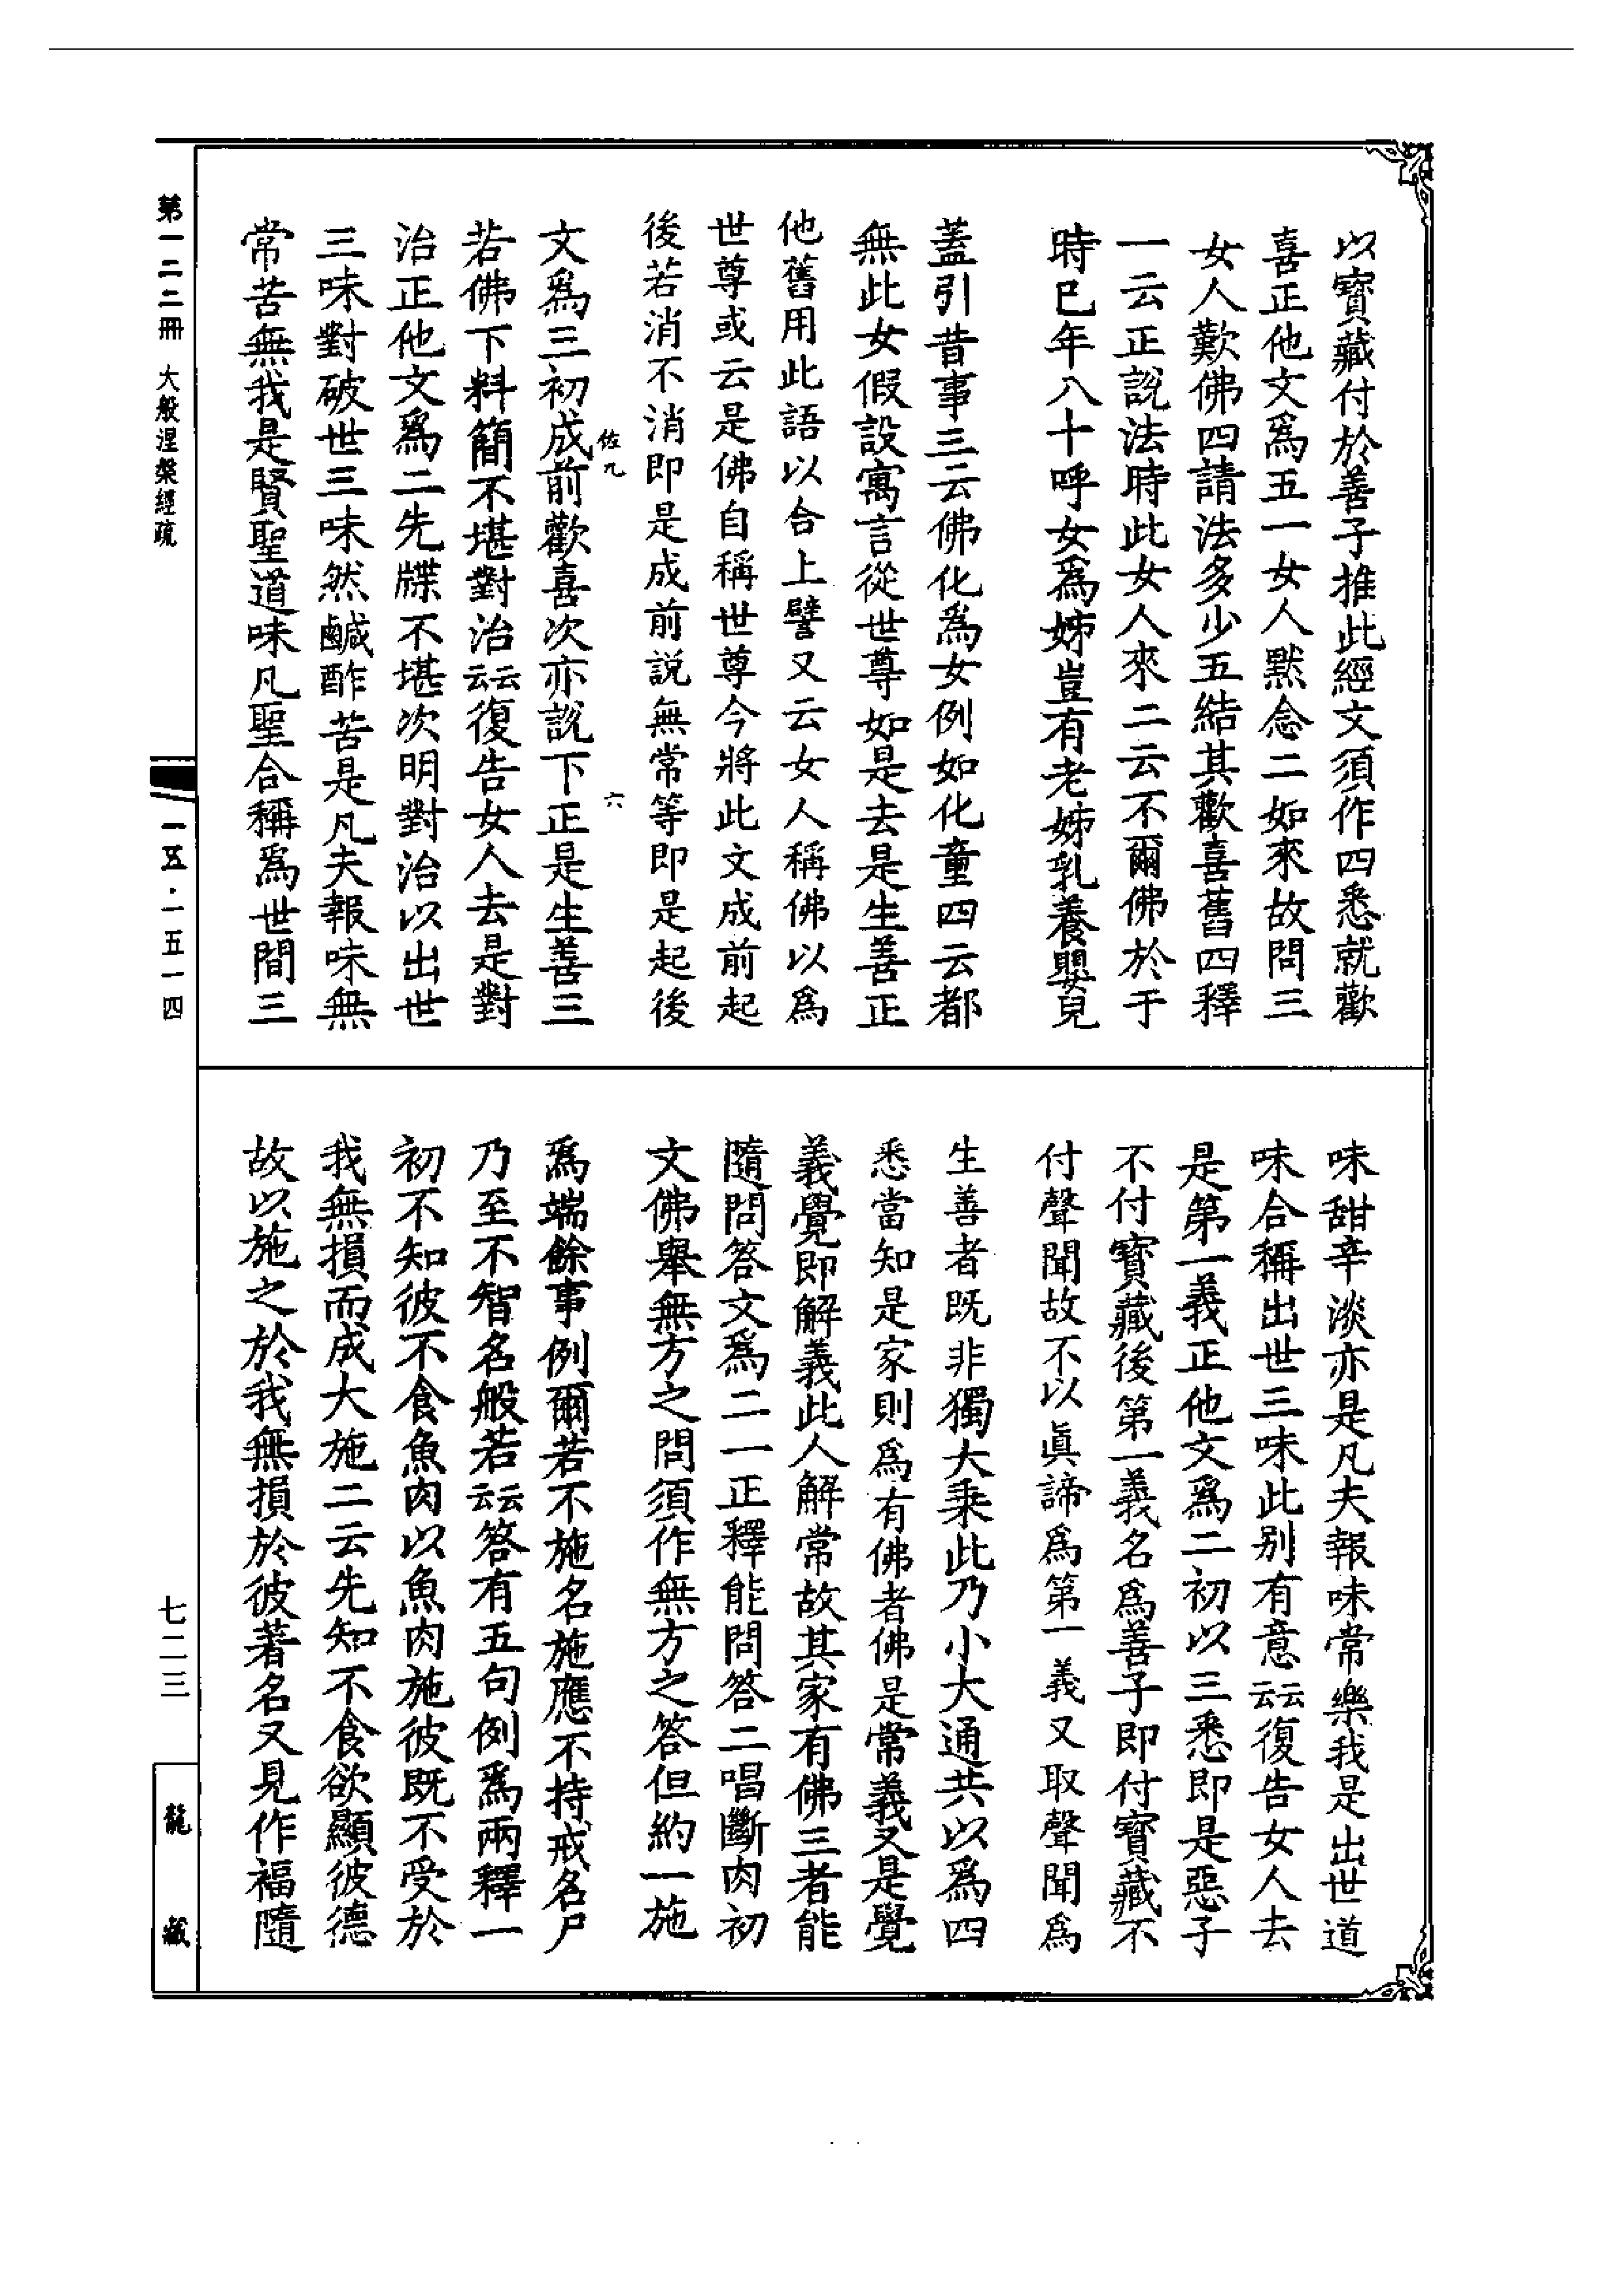 以寶藏付於善子推此經文須作四悉就歡
喜正他文爲五一女人默念二如來故問三
女人歎佛四請法多少五結其歡喜舊四釋
一云正說法時此女人來二云不爾佛於于
時巳年八十呼女爲姊豈有老姊乳養嬰兒
蓋引昔事三云佛化爲女例如化童四云都
無此女假設寓言從世尊如是去是生善正
他舊用此語以合上譬又云女人稱佛以爲
世尊或云是佛自稱世尊今將此文成前起
後若消不消即是成前説無常等即是起後
佐九
六
文爲三初成前歡喜次亦說下正是生善三
若佛下料簡不堪對治云云復告女人去是對
治正他文爲二先牒不堪次明對治以出世
三味對破世三味然鹹酢苦是凡夫報味無
常苦無我是賢聖道味凡聖合稱爲世間三
味甜辛淡亦是凡夫報味常樂我是出世道
味合稱出世三味此別有意云云復告女人去
是第一義正他文爲二初以三悉即是惡子
不付寶藏後第一義名爲善子即付寶藏不
付聲聞故不以眞諦爲第一義又取聲聞爲
生善者既非獨大乘此乃小大通共以爲四
悉當知是家則爲有佛者佛是常義又是覺
義覺即解義此人解常故其家有佛三者能
隨問答文爲二一正釋能問答二唱斷肉初
文佛舉無方之問須作無方之答但約一施
爲端餘事例爾若不施名施應不持戒名尸
乃至不智名般若云云答有五句例爲兩釋一
初不知彼不食魚肉以魚肉施彼既不受於
我無損而成大施二云先知不食欲顯彼德
故以施之於我無損於彼著名又見作福隨
第一二二冊 大般涅槃經疏
一五·一五一四
七二三
龍藏